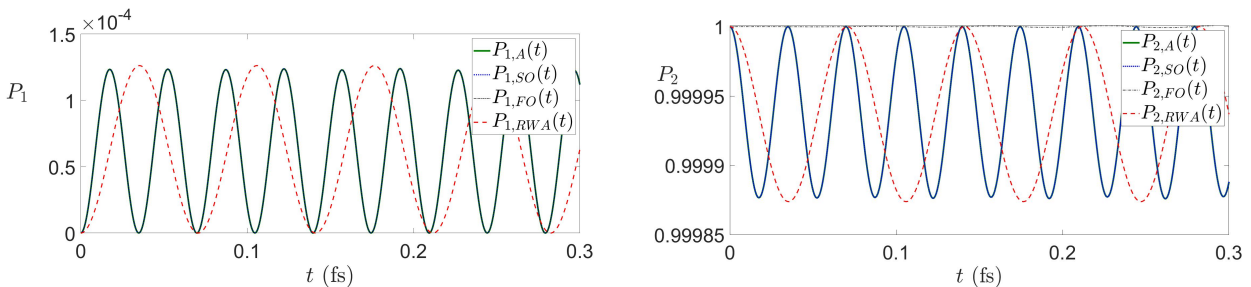 ×10⁻⁴
1.5
1
0.5
0
P₁
0 0.1 0.2 0.3
t (fs)
P₁,A(t)
P₁,SO(t)
P₁,FO(t)
P₁,RWA(t)
1
0.99995
0.9999
0.99985
P₂
0 0.1 0.2 0.3
t (fs)
P₂,A(t)
P₂,SO(t)
P₂,FO(t)
P₂,RWA(t)